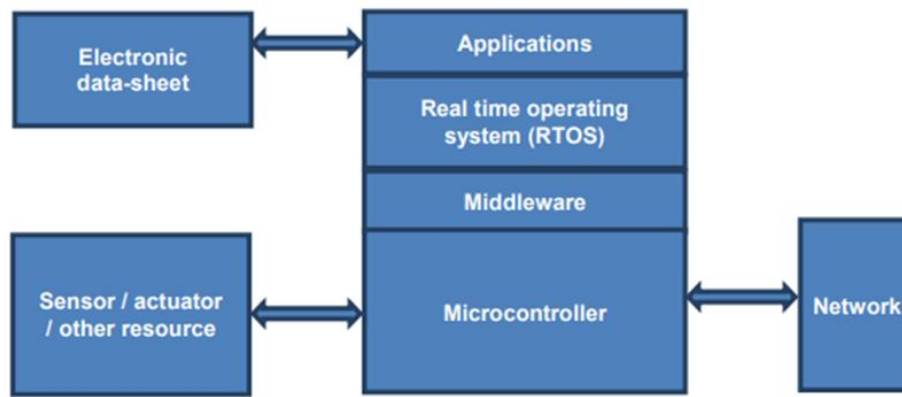 Electronic
data-sheet
Applications
Real time operating
system (RTOS)
Middleware
Sensor / actuator
/ other resource
Microcontroller
Network